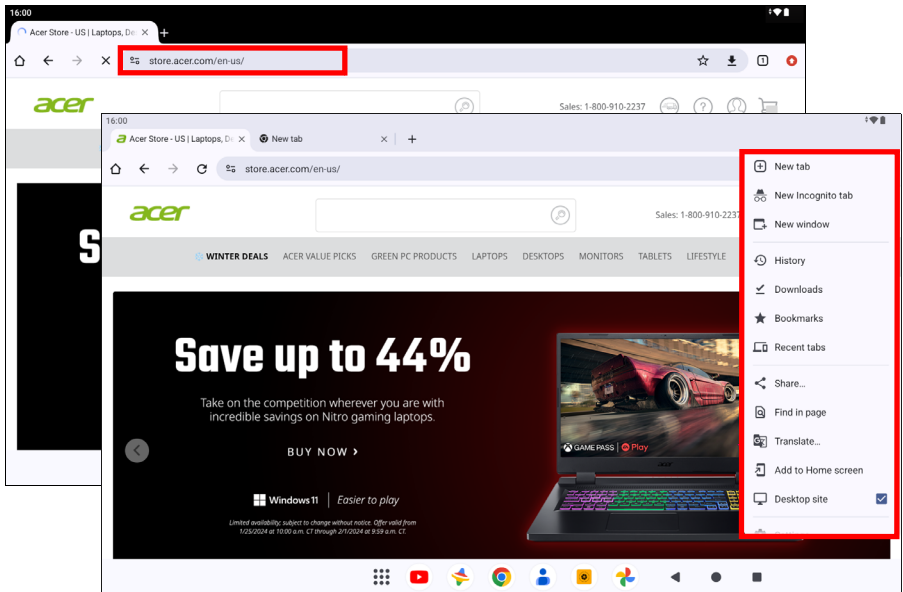 16:00
Acer Store - US | Laptops, De
store.acer.com/en-us/
1
acer
Sales: 1-800-910-2237
S
16:00
Acer Store - US | Laptops, De
New tab
store.acer.com/en-us/
acer
Sales: 1-800-910-2237
WINTER DEALS ACER VALUE PICKS GREEN PC PRODUCTS LAPTOPS DESKTOPS MONITORS TABLETS LIFESTYLE
Save up to 44%
Take on the competition wherever you are with
incredible savings on Nitro gaming laptops.
BUY NOW
Windows 11 | Easier to play
Limited availability; subject to change without notice. Offer valid from
1/25/2024 at 10:00 a.m. CT through 2/1/2024 at 9:59 a.m. CT.
GAME PASS | Play
acer
New tab
New Incognito tab
New window
History
Downloads
Bookmarks
Recent tabs
Share...
Find in page
Translate...
Add to Home screen
Desktop site